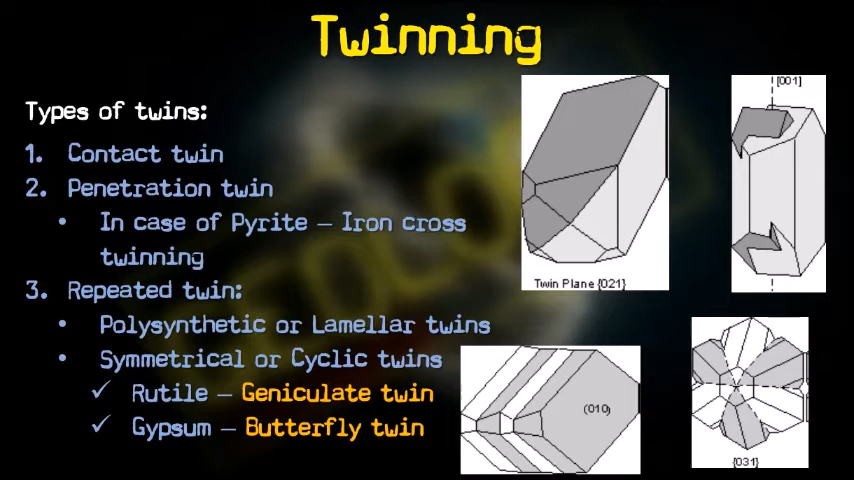 Twinning
Types of twins:
1. Contact twin
2. Penetration twin
• In case of Pyrite – Iron cross
twinning
3. Repeated twin:
• Polysynthetic or Lamellar twins
• Symmetrical or Cyclic twins
✓ Rutile – Geniculate twin
✓ Gypsum – Butterfly twin
Twin Plane {021}
[001]
(010)
{031}